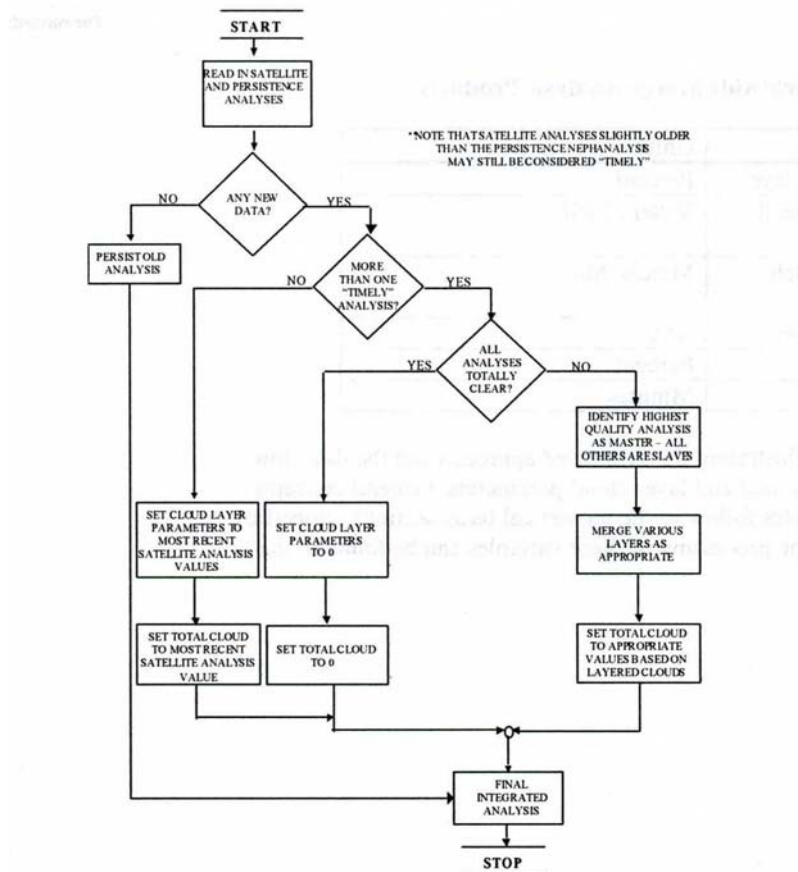 START
READ IN SATELLITE
AND PERSISTENCE
ANALYSES
**NOTE THAT SATELLITE ANALYSES SLIGHTLY OLDER
THAN THE PERSISTENCE NEPHANALYSIS
MAY STILL BE CONSIDERED "TIMELY"
ANY NEW
DATA?
NO
YES
PERSIST OLD
ANALYSIS
MORE
THAN ONE
"TIMELY"
ANALYSIS?
NO
YES
ALL
ANALYSES
TOTALLY
CLEAR?
YES
NO
IDENTIFY HIGHEST
QUALITY ANALYSIS
AS MASTER – ALL
OTHERS ARE SLAVES
SET CLOUD LAYER
PARAMETERS TO
MOST RECENT
SATELLITE ANALYSIS
VALUES
SET CLOUD LAYER
PARAMETERS
TO 0
MERGE VARIOUS
LAYERS AS
APPROPRIATE
SET TOTAL CLOUD
TO MOST RECENT
SATELLITE ANALYSIS
VALUE
SET TOTAL CLOUD
TO 0
SET TOTAL CLOUD
TO APPROPRIATE
VALUES BASED ON
LAYERED CLOUDS
FINAL
INTEGRATED
ANALYSIS
STOP